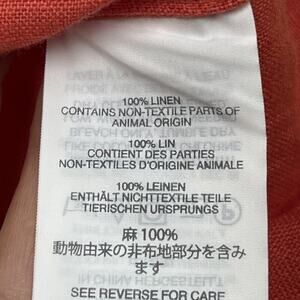 100% LINEN
CONTAINS NON-TEXTILE PARTS OF
ANIMAL ORIGIN
100% LIN
CONTIENT DES PARTIES
NON-TEXTILES D'ORIGINE ANIMALE
100% LEINEN
ENTHÄLT NICHTTEXTILE TEILE
TIERISCHEN URSPRUNGS
麻 100%
動物由来の非布地部分を含み
ます
SEE REVERSE FOR CARE